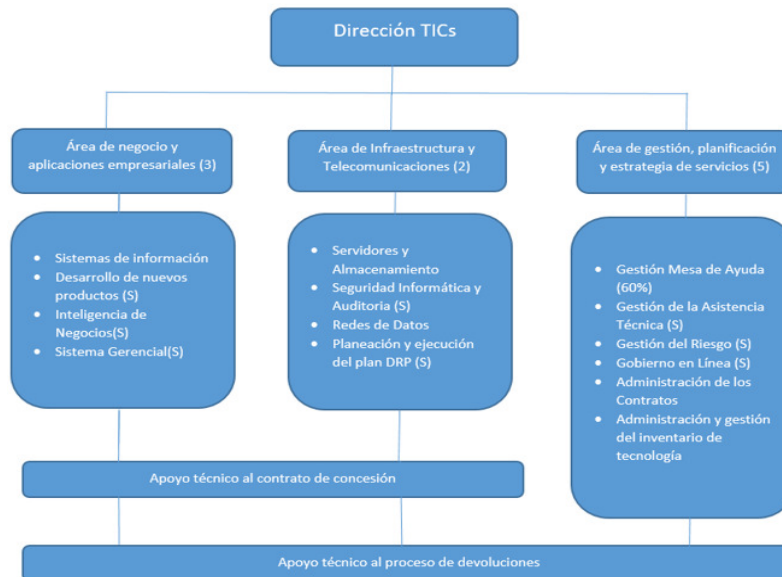 Dirección TICs
Área de negocio y
aplicaciones empresariales (3)
Área de Infraestructura y
Telecomunicaciones (2)
Área de gestión, planificación
y estrategia de servicios (5)
• Sistemas de información
• Desarrollo de nuevos
productos (S)
• Inteligencia de
Negocios(S)
• Sistema Gerencial(S)
• Servidores y
Almacenamiento
• Seguridad Informática y
Auditoria (S)
• Redes de Datos
• Planeación y ejecución
del plan DRP (S)
• Gestión Mesa de Ayuda
(60%)
• Gestión de la Asistencia
Técnica (S)
• Gestión del Riesgo (S)
• Gobierno en Línea (S)
• Administración de los
Contratos
• Administración y gestión
del inventario de
tecnología
Apoyo técnico al contrato de concesión
Apoyo técnico al proceso de devoluciones